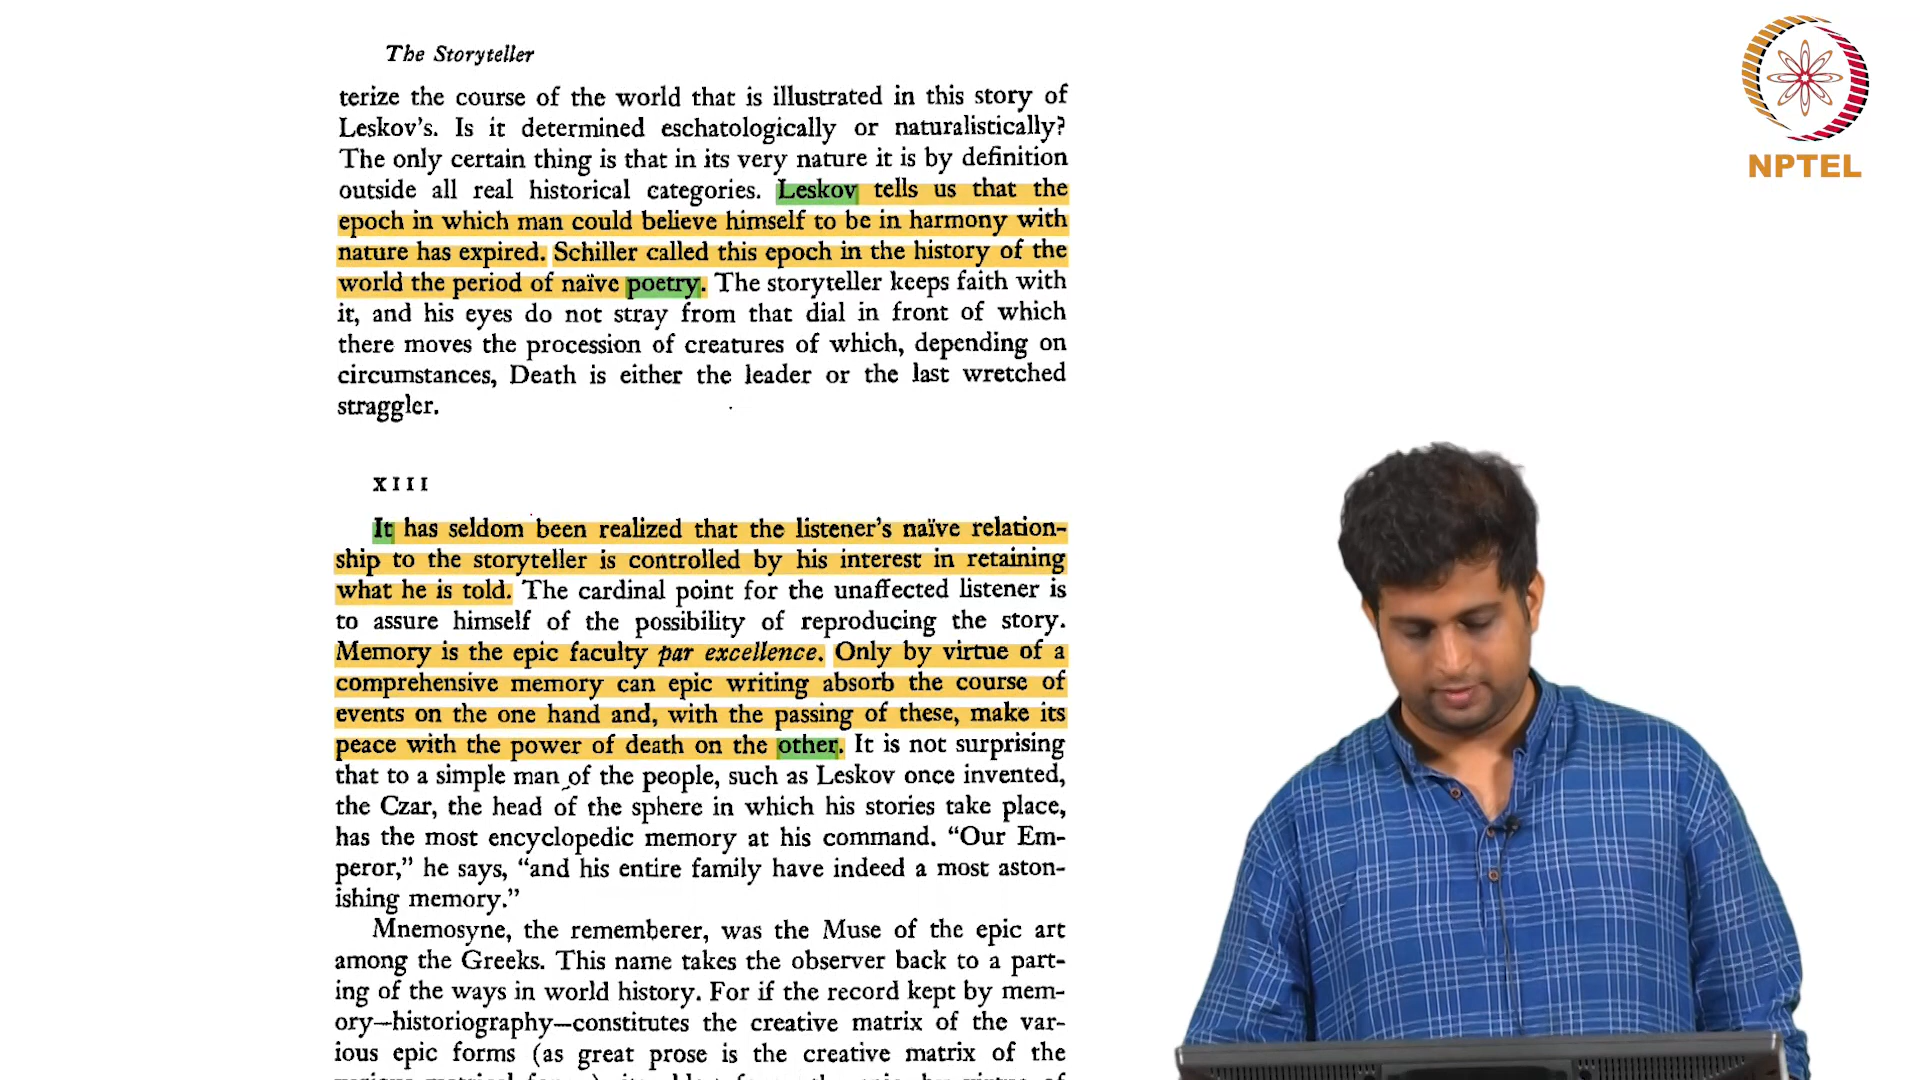 The Storyteller
terize the course of the world that is illustrated in this story of
Leskov's. Is it determined eschatologically or naturalistically?
The only certain thing is that in its very nature it is by definition
outside all real historical categories. Leskov tells us that the
epoch in which man could believe himself to be in harmony with
nature has expired. Schiller called this epoch in the history of the
world the period of naïve poetry. The storyteller keeps faith with
it, and his eyes do not stray from that dial in front of which
there moves the procession of creatures of which, depending on
circumstances, Death is either the leader or the last wretched
straggler.
XIII
It has seldom been realized that the listener's naïve relation-
ship to the storyteller is controlled by his interest in retaining
what he is told. The cardinal point for the unaffected listener is
to assure himself of the possibility of reproducing the story.
Memory is the epic faculty par excellence. Only by virtue of a
comprehensive memory can epic writing absorb the course of
events on the one hand and, with the passing of these, make its
peace with the power of death on the other. It is not surprising
that to a simple man of the people, such as Leskov once invented,
the Czar, the head of the sphere in which his stories take place,
has the most encyclopedic memory at his command. “Our Em-
peror,” he says, “and his entire family have indeed a most aston-
ishing memory.”
Mnemosyne, the rememberer, was the Muse of the epic art
among the Greeks. This name takes the observer back to a part-
ing of the ways in world history. For if the record kept by mem-
ory—historiography—constitutes the creative matrix of the var-
ious epic forms (as great prose is the creative matrix of the
NPTEL